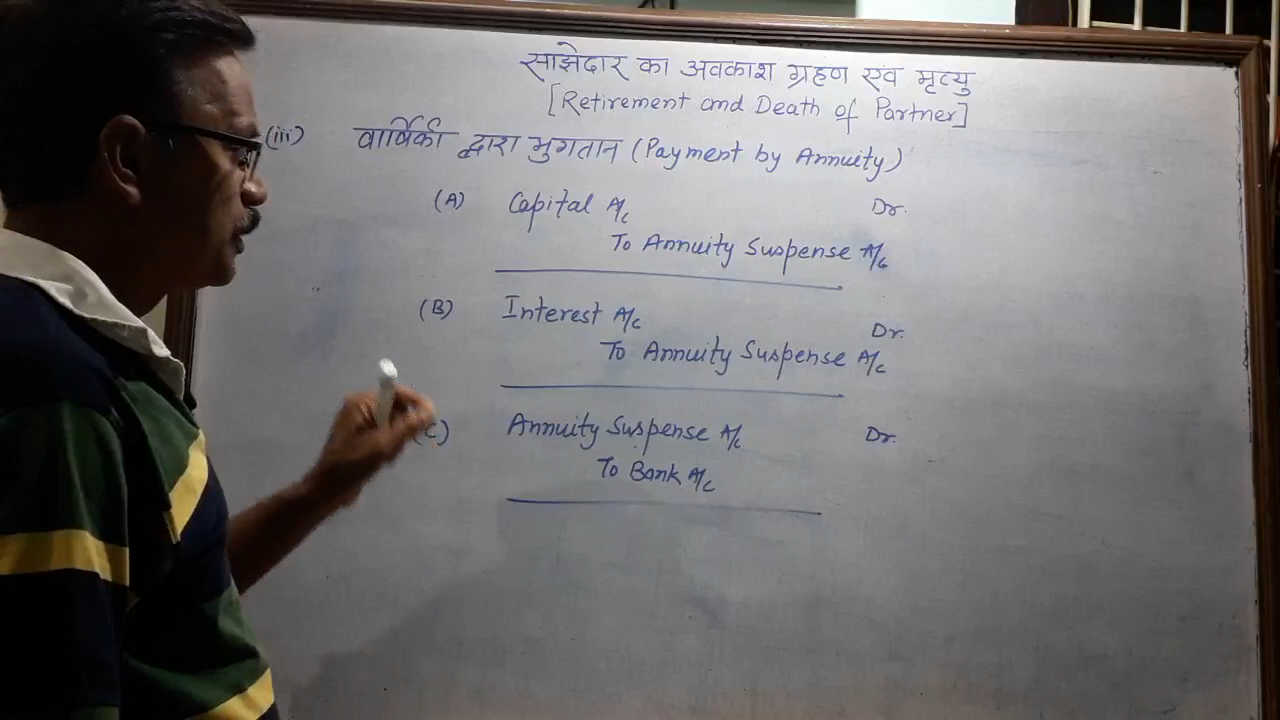 साझेदार का अवकाश ग्रहण एवं मृत्यु
[Retirement and Death of Partner]
(iii) वार्षिकी द्वारा भुगतान (Payment by Annuity)
(A) Capital A/c Dr.
To Annuity Suspense A/c
(B) Interest A/c Dr.
To Annuity Suspense A/c
(C) Annuity Suspense A/c Dr.
To Bank A/c